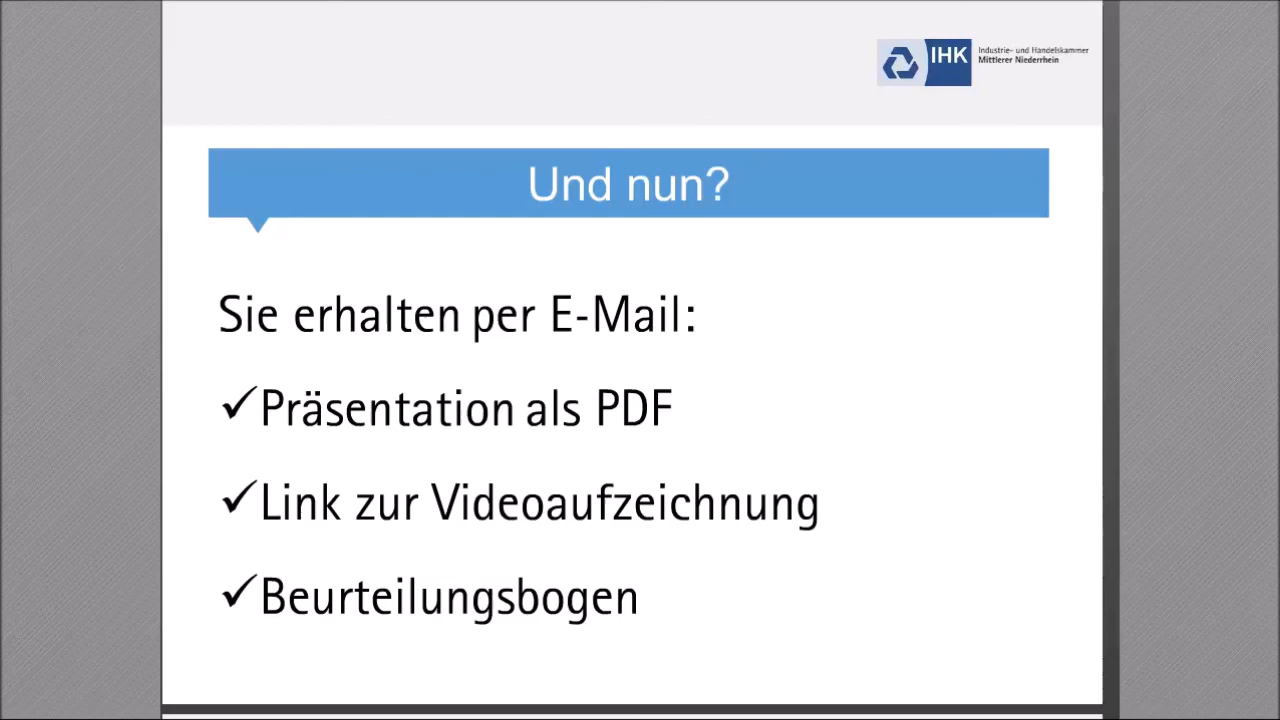 IHK
Industrie- und Handelskammer
Mittlerer Niederrhein
Und nun?
Sie erhalten per E-Mail:
✓Präsentation als PDF
✓Link zur Videoaufzeichnung
✓Beurteilungsbogen